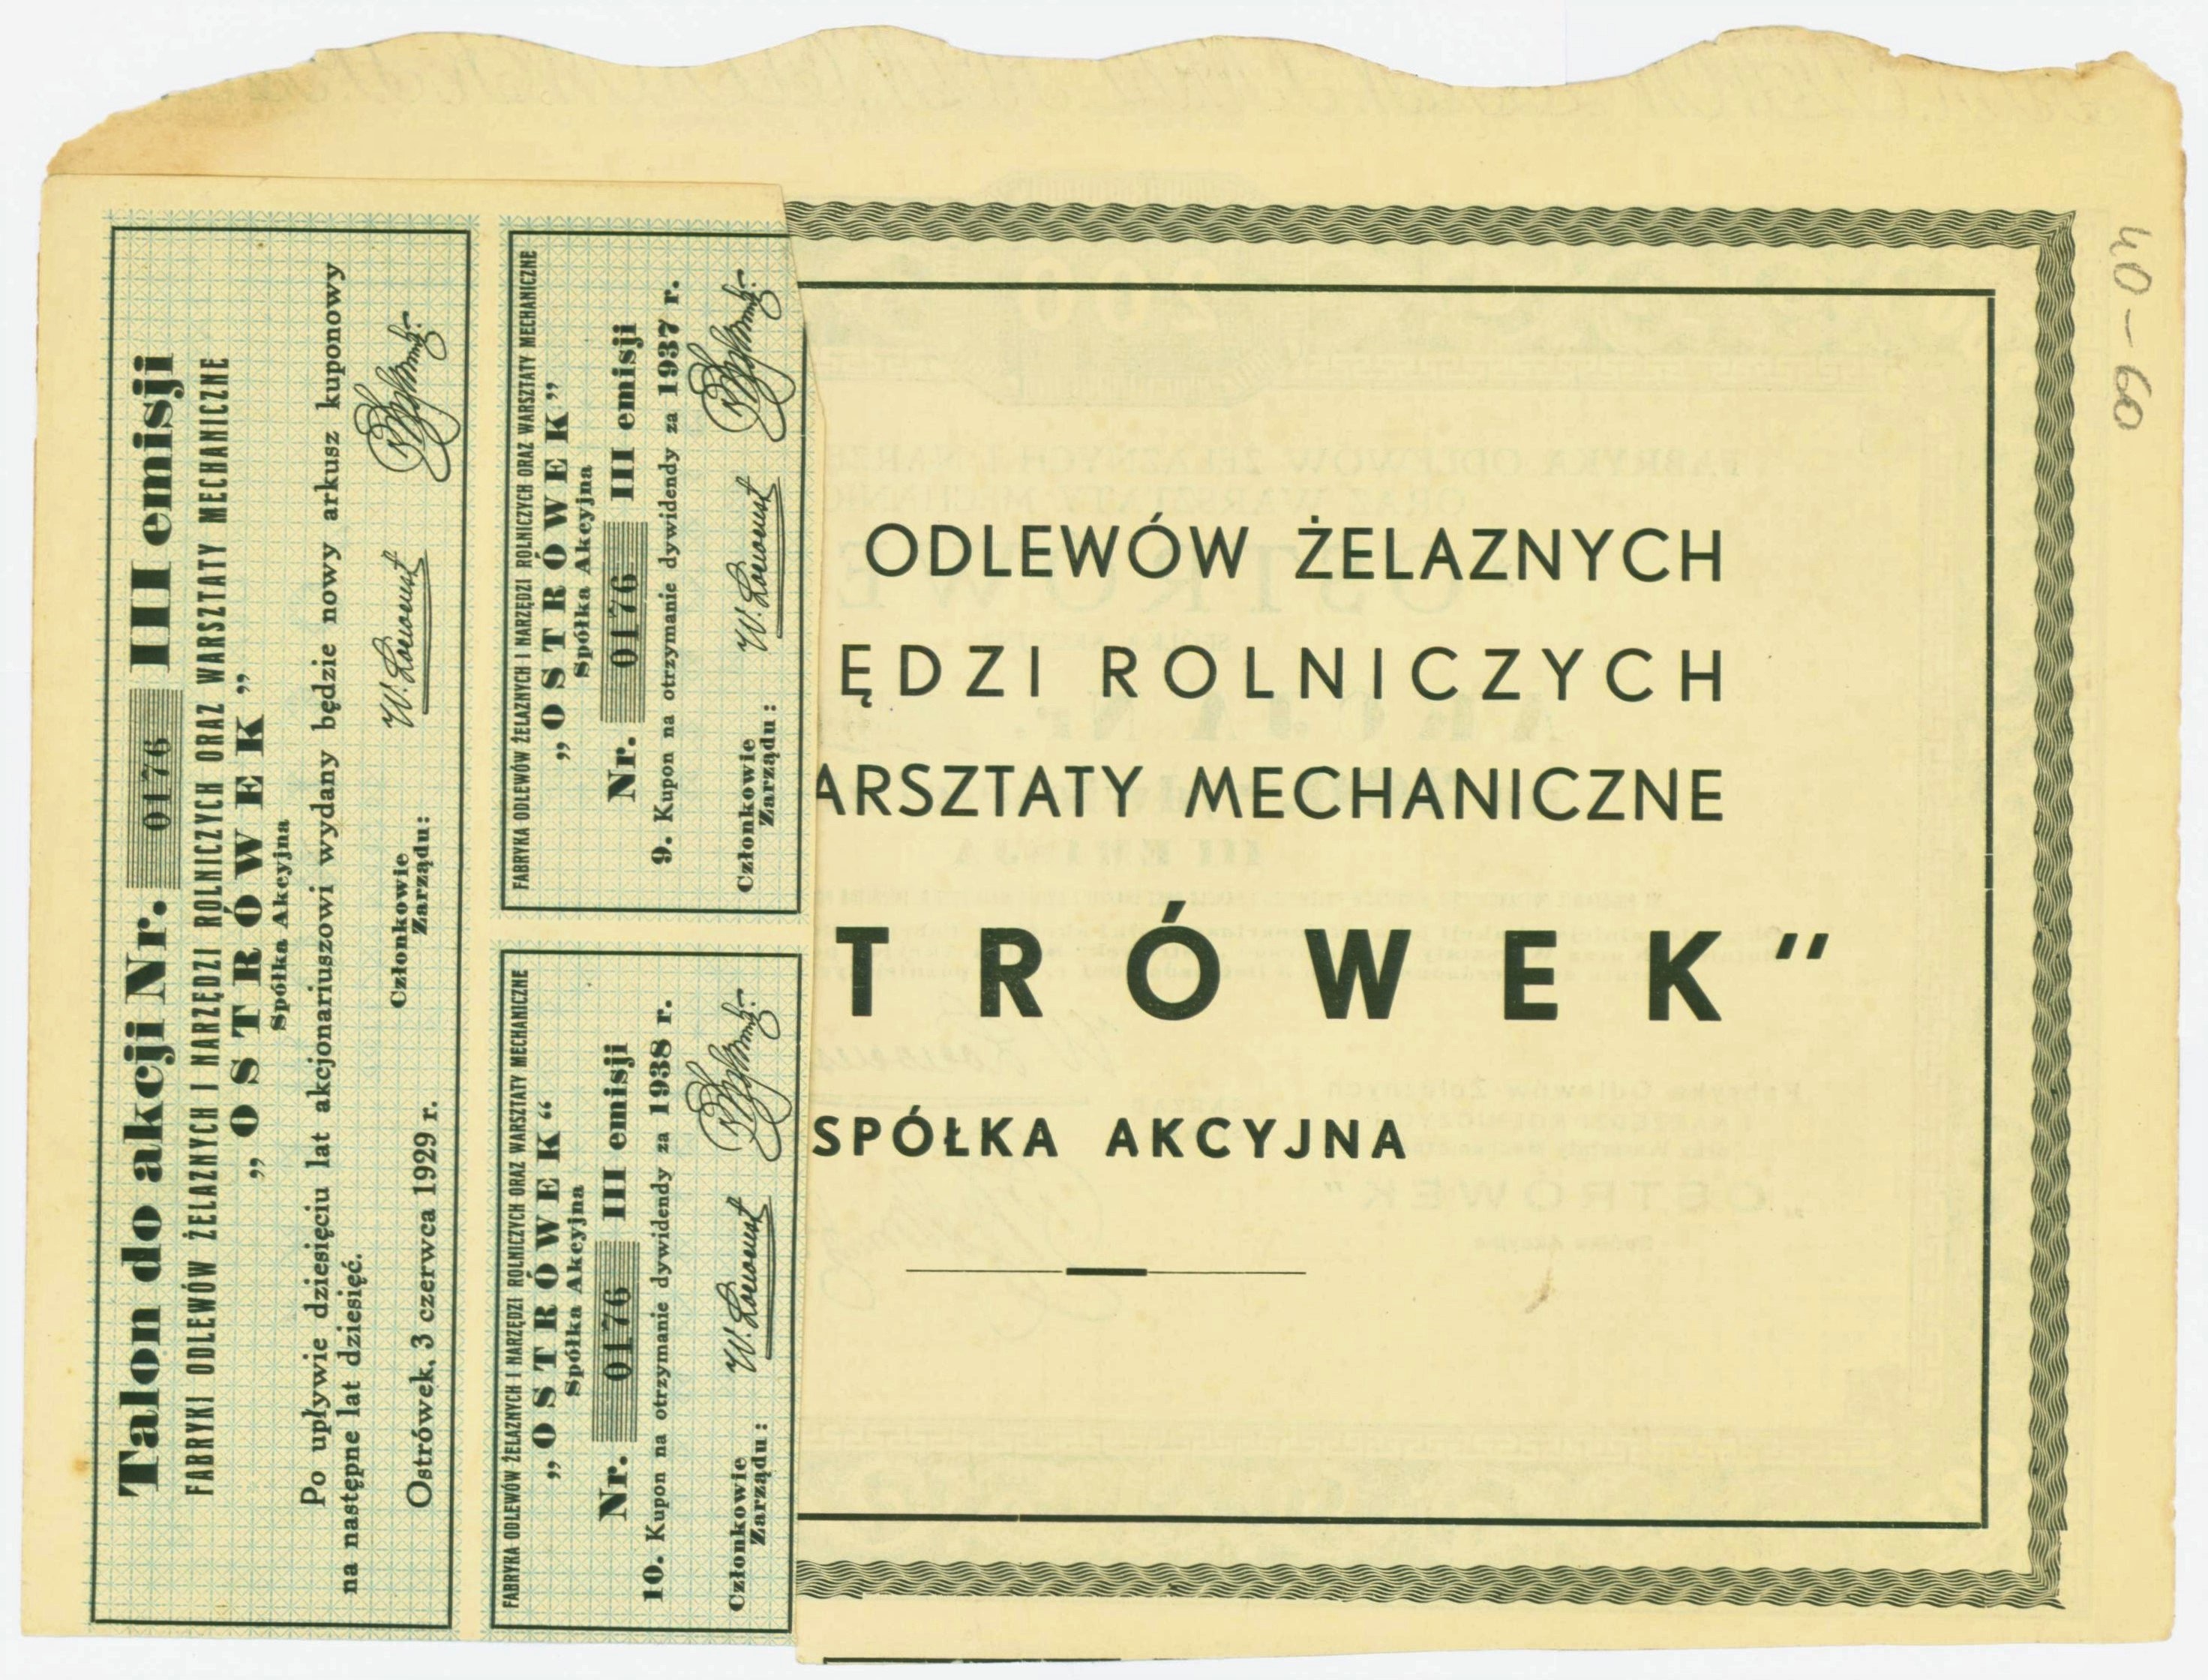 Talon do akcji Nr. 0176 III emisji
FABRYKI ODLEWÓW ŻELAZNYCH I NARZĘDZI ROLNICZYCH ORAZ WARSZTATY MECHANICZNE
„OSTRÓWEK”
Spółka Akcyjna
Po upływie dziesięciu lat akcjonariuszowi wydany będzie nowy arkusz kuponowy
na następne lat dziesięć.
Członkowie
Zarządu:
Ostrówek, 3 czerwca 1929 r.
FABRYKA ODLEWÓW ŻELAZNYCH I NARZĘDZI ROLNICZYCH ORAZ WARSZTATY MECHANICZNE
„OSTRÓWEK”
Spółka Akcyjna
Nr. 0176 III emisji
9. Kupon na otrzymanie dywidendy za 1937 r.
Członkowie
Zarządu:
FABRYKA ODLEWÓW ŻELAZNYCH I NARZĘDZI ROLNICZYCH ORAZ WARSZTATY MECHANICZNE
„OSTRÓWEK“
Spółka Akcyjna
Nr. 0176 III emisji
10. Kupon na otrzymanie dywidendy za 1938 r.
Członkowie
Zarządu:
ODLEWÓW ŻELAZNYCH
ĘDZI ROLNICZYCH
ARSZTATY MECHANICZNE
TRÓWEK”
SPÓŁKA AKCYJNA
40-60